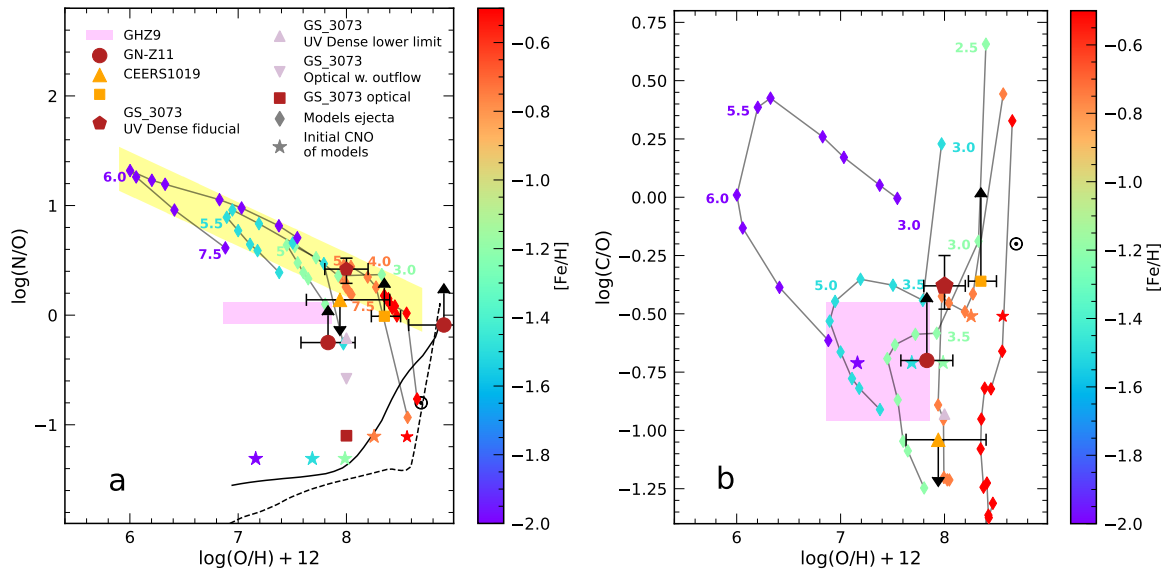 GHZ9
GN-Z11
CEERS1019
GS_3073
UV Dense fiducial
GS_3073
UV Dense lower limit
GS_3073
Optical w. outflow
GS_3073 optical
Models ejecta
Initial CNO
of models
6.0
5.5
7.5
5
5
4.0
3.0
7.5
a
2
1
0
−1
log(N/O)
6
7
8
log(O/H) + 12
−0.6
−0.8
−1.0
−1.2
−1.4
−1.6
−1.8
−2.0
[Fe/H]
0.75
0.50
0.25
0.00
−0.25
−0.50
−0.75
−1.00
−1.25
log(C/O)
2.5
5.5
3.0
6.0
3.0
3.0
5.0
3.5
3.5
b
6
7
8
log(O/H) + 12
−0.6
−0.8
−1.0
−1.2
−1.4
−1.6
−1.8
−2.0
[Fe/H]